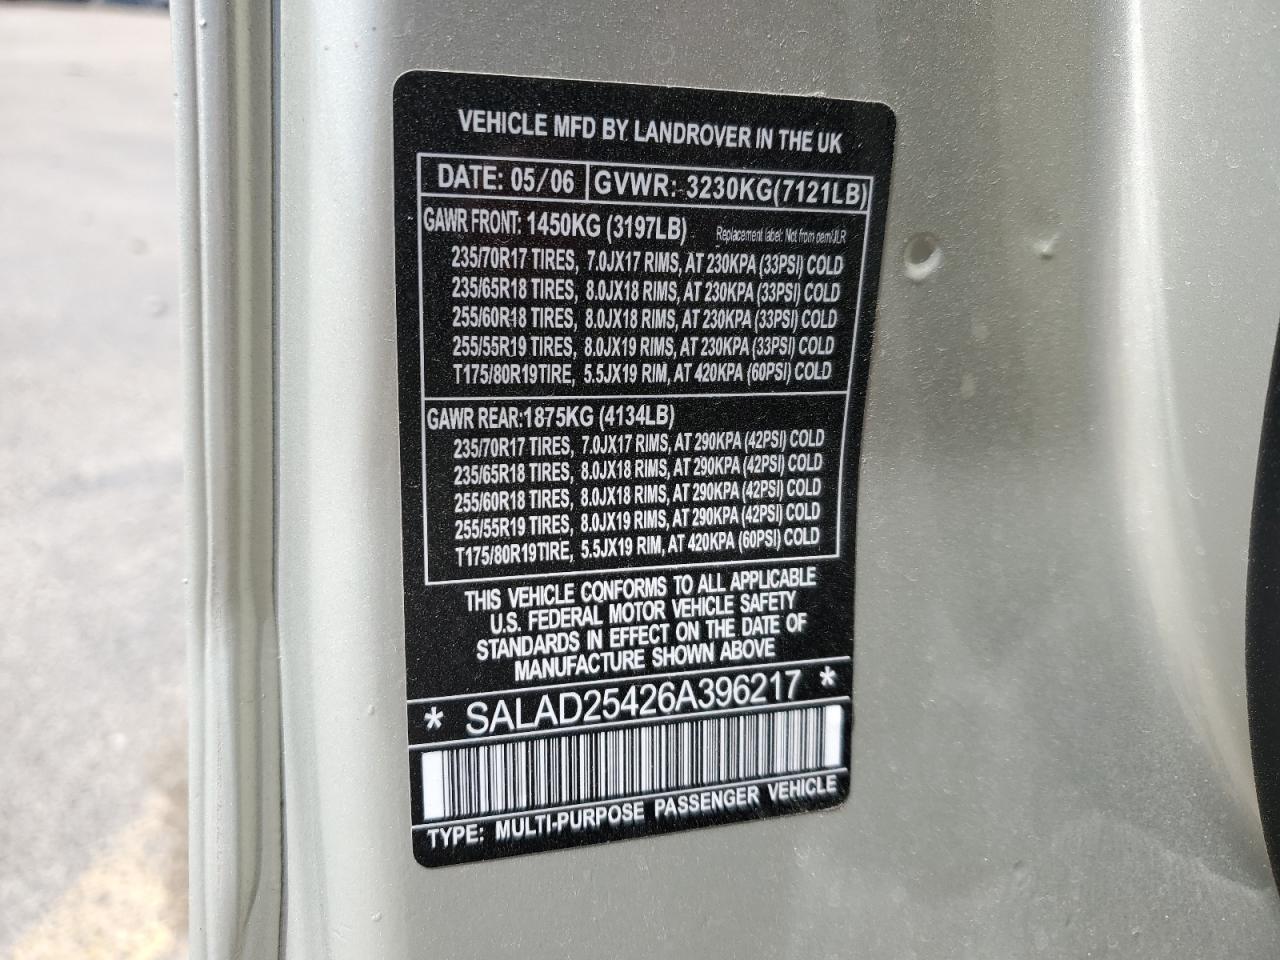 VEHICLE MFD BY LANDROVER IN THE UK
DATE: 05/06 GVWR: 3230KG(7121LB)
GAWR FRONT: 1450KG (3197LB) Replacement label: Not from oem/JLR
235/70R17 TIRES, 7.0JX17 RIMS, AT 230KPA (33PSI) COLD
235/65R18 TIRES, 8.0JX18 RIMS, AT 230KPA (33PSI) COLD
255/60R18 TIRES, 8.0JX18 RIMS, AT 230KPA (33PSI) COLD
255/55R19 TIRES, 8.0JX19 RIMS, AT 230KPA (33PSI) COLD
T175/80R19TIRE, 5.5JX19 RIM, AT 420KPA (60PSI) COLD
GAWR REAR:1875KG (4134LB)
235/70R17 TIRES, 7.0JX17 RIMS, AT 290KPA (42PSI) COLD
235/65R18 TIRES, 8.0JX18 RIMS, AT 290KPA (42PSI) COLD
255/60R18 TIRES, 8.0JX18 RIMS, AT 290KPA (42PSI) COLD
255/55R19 TIRES, 8.0JX19 RIMS, AT 290KPA (42PSI) COLD
T175/80R19TIRE, 5.5JX19 RIM, AT 420KPA (60PSI) COLD
THIS VEHICLE CONFORMS TO ALL APPLICABLE
U.S. FEDERAL MOTOR VEHICLE SAFETY
STANDARDS IN EFFECT ON THE DATE OF
MANUFACTURE SHOWN ABOVE
* SALAD25426A396217 *
TYPE: MULTI-PURPOSE PASSENGER VEHICLE